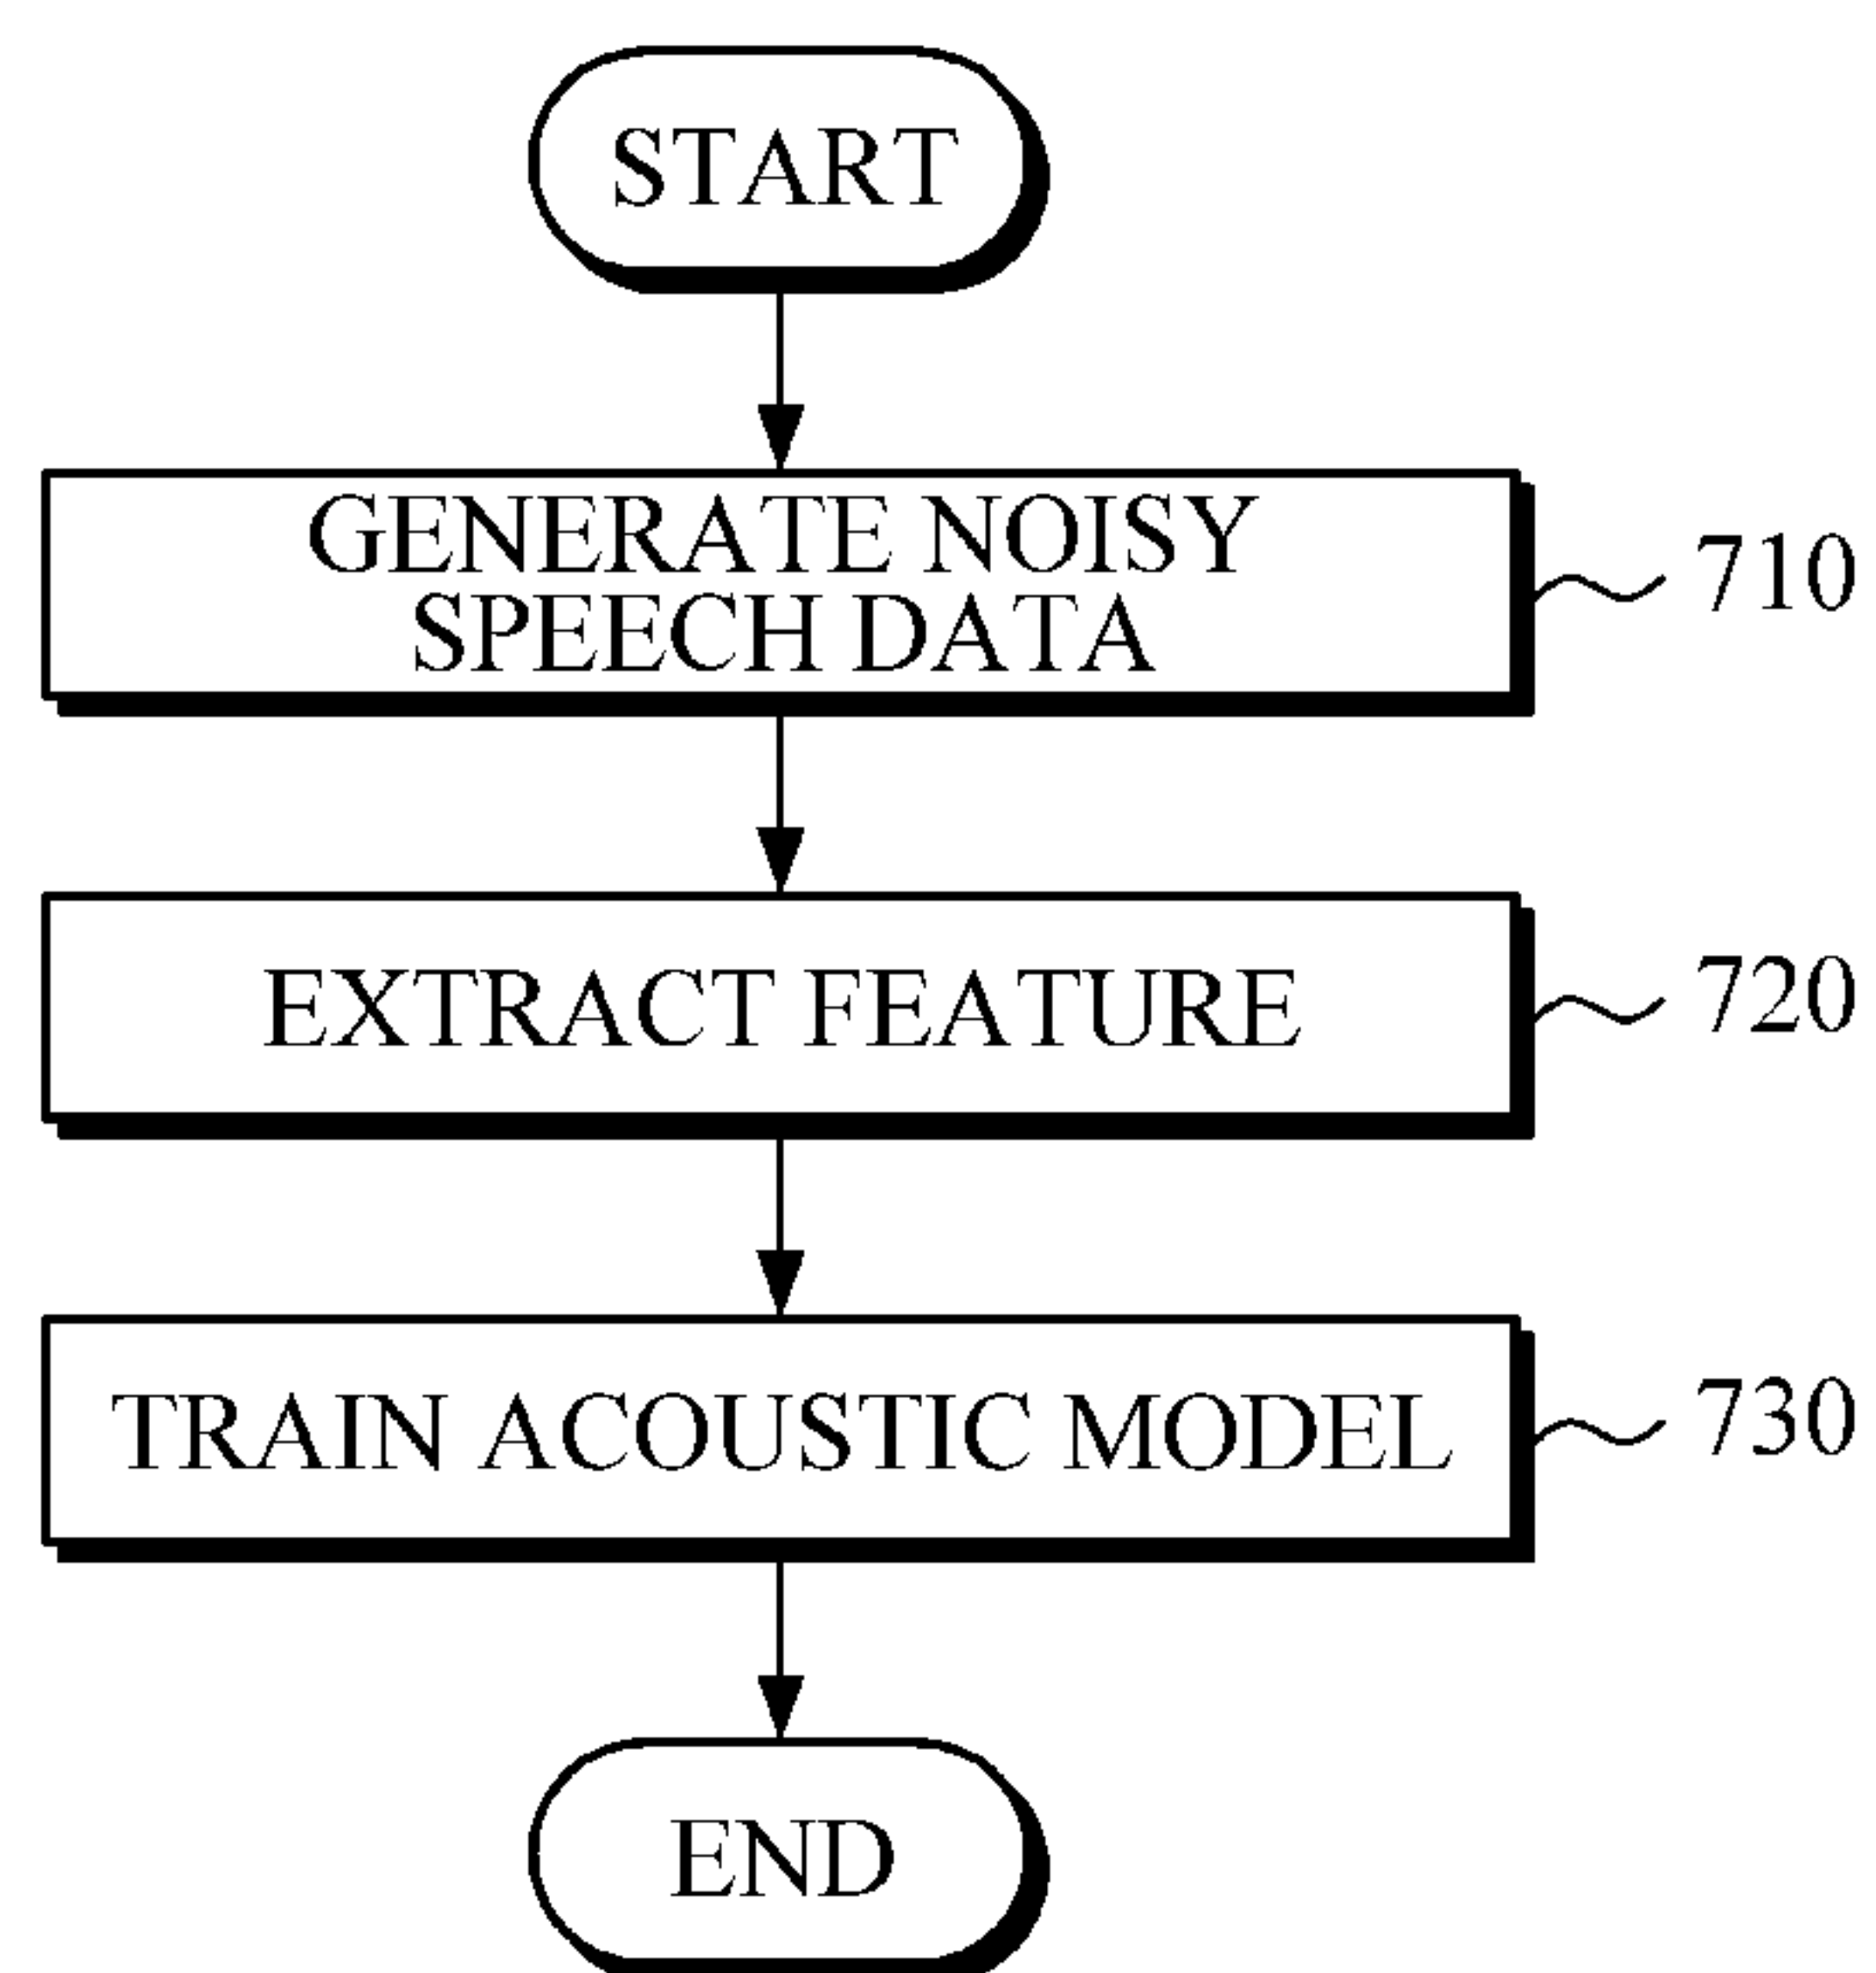 START
GENERATE NOISY
SPEECH DATA
710
EXTRACT FEATURE
720
TRAIN ACOUSTIC MODEL
730
END